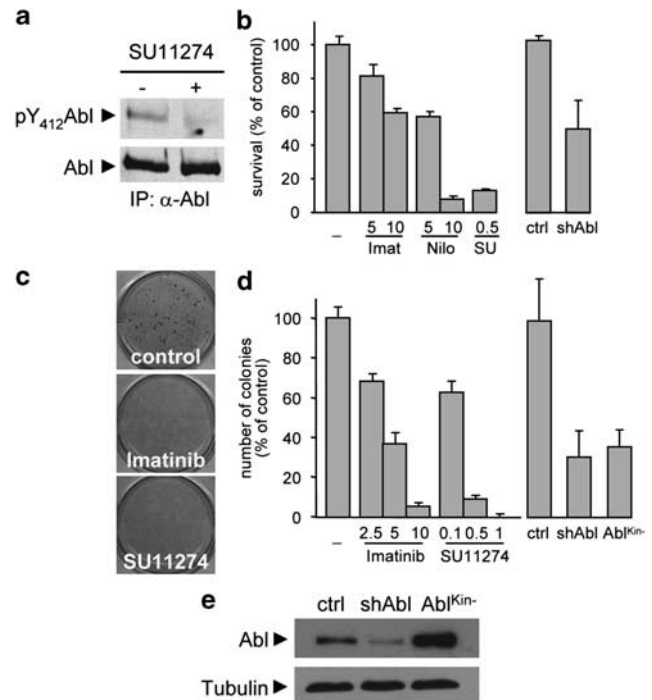 a
SU11274
- +
pY412Abl
Abl
IP: α-Abl
b
survival (% of control)
100
80
60
40
20
0
– 5 10 5 10 0.5
Imat Nilo SU
ctrl shAbl
c
control
Imatinib
SU11274
d
number of colonies
(% of control)
100
80
60
40
20
0
– 2.5 5 10 0.1 0.5 1
Imatinib SU11274
ctrl shAbl AblKin-
e
ctrl shAbl AblKin-
Abl
Tubulin